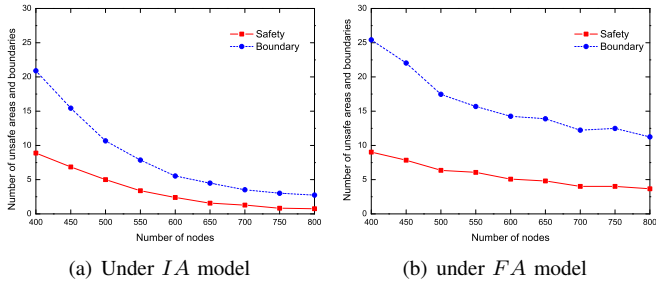 30
25
20
15
10
5
0
Number of unsafe areas and boundaries
Safety
Boundary
400 450 500 550 600 650 700 750 800
Number of nodes
(a) Under IA model
30
25
20
15
10
5
0
Number of unsafe areas and boundaries
Safety
Boundary
400 450 500 550 600 650 700 750 800
Number of nodes
(b) under FA model